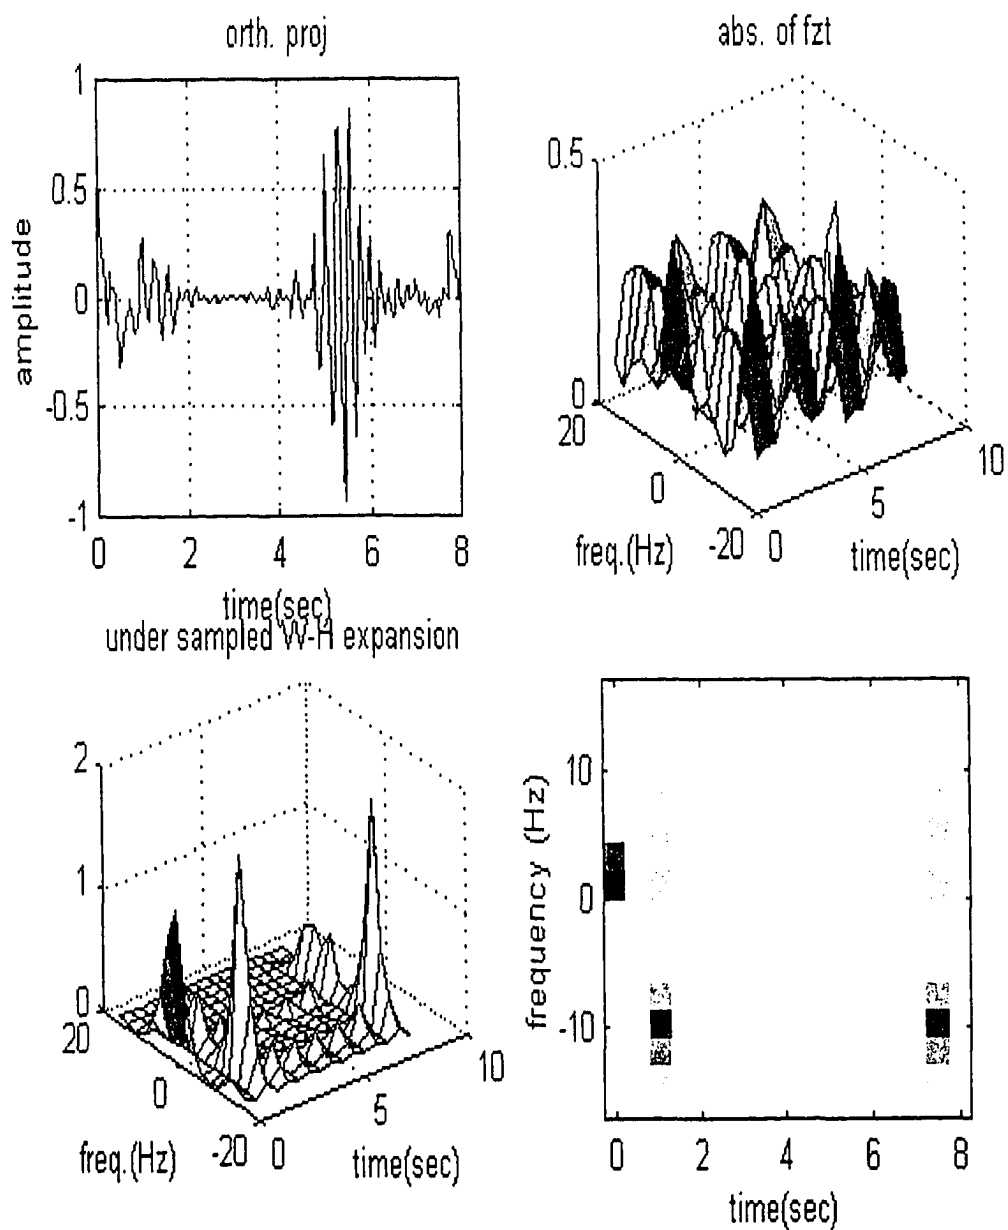 orth. proj
1
0.5
0
-0.5
-1
amplitude
0 2 4 6 8
time(sec)
abs. of fzt
0.5
0
20
0
-20
freq.(Hz)
0
5
10
time(sec)
under sampled W-H expansion
2
1
0
20
0
-20
freq.(Hz)
0
5
10
time(sec)
10
0
-10
frequency (Hz)
0 2 4 6 8
time(sec)